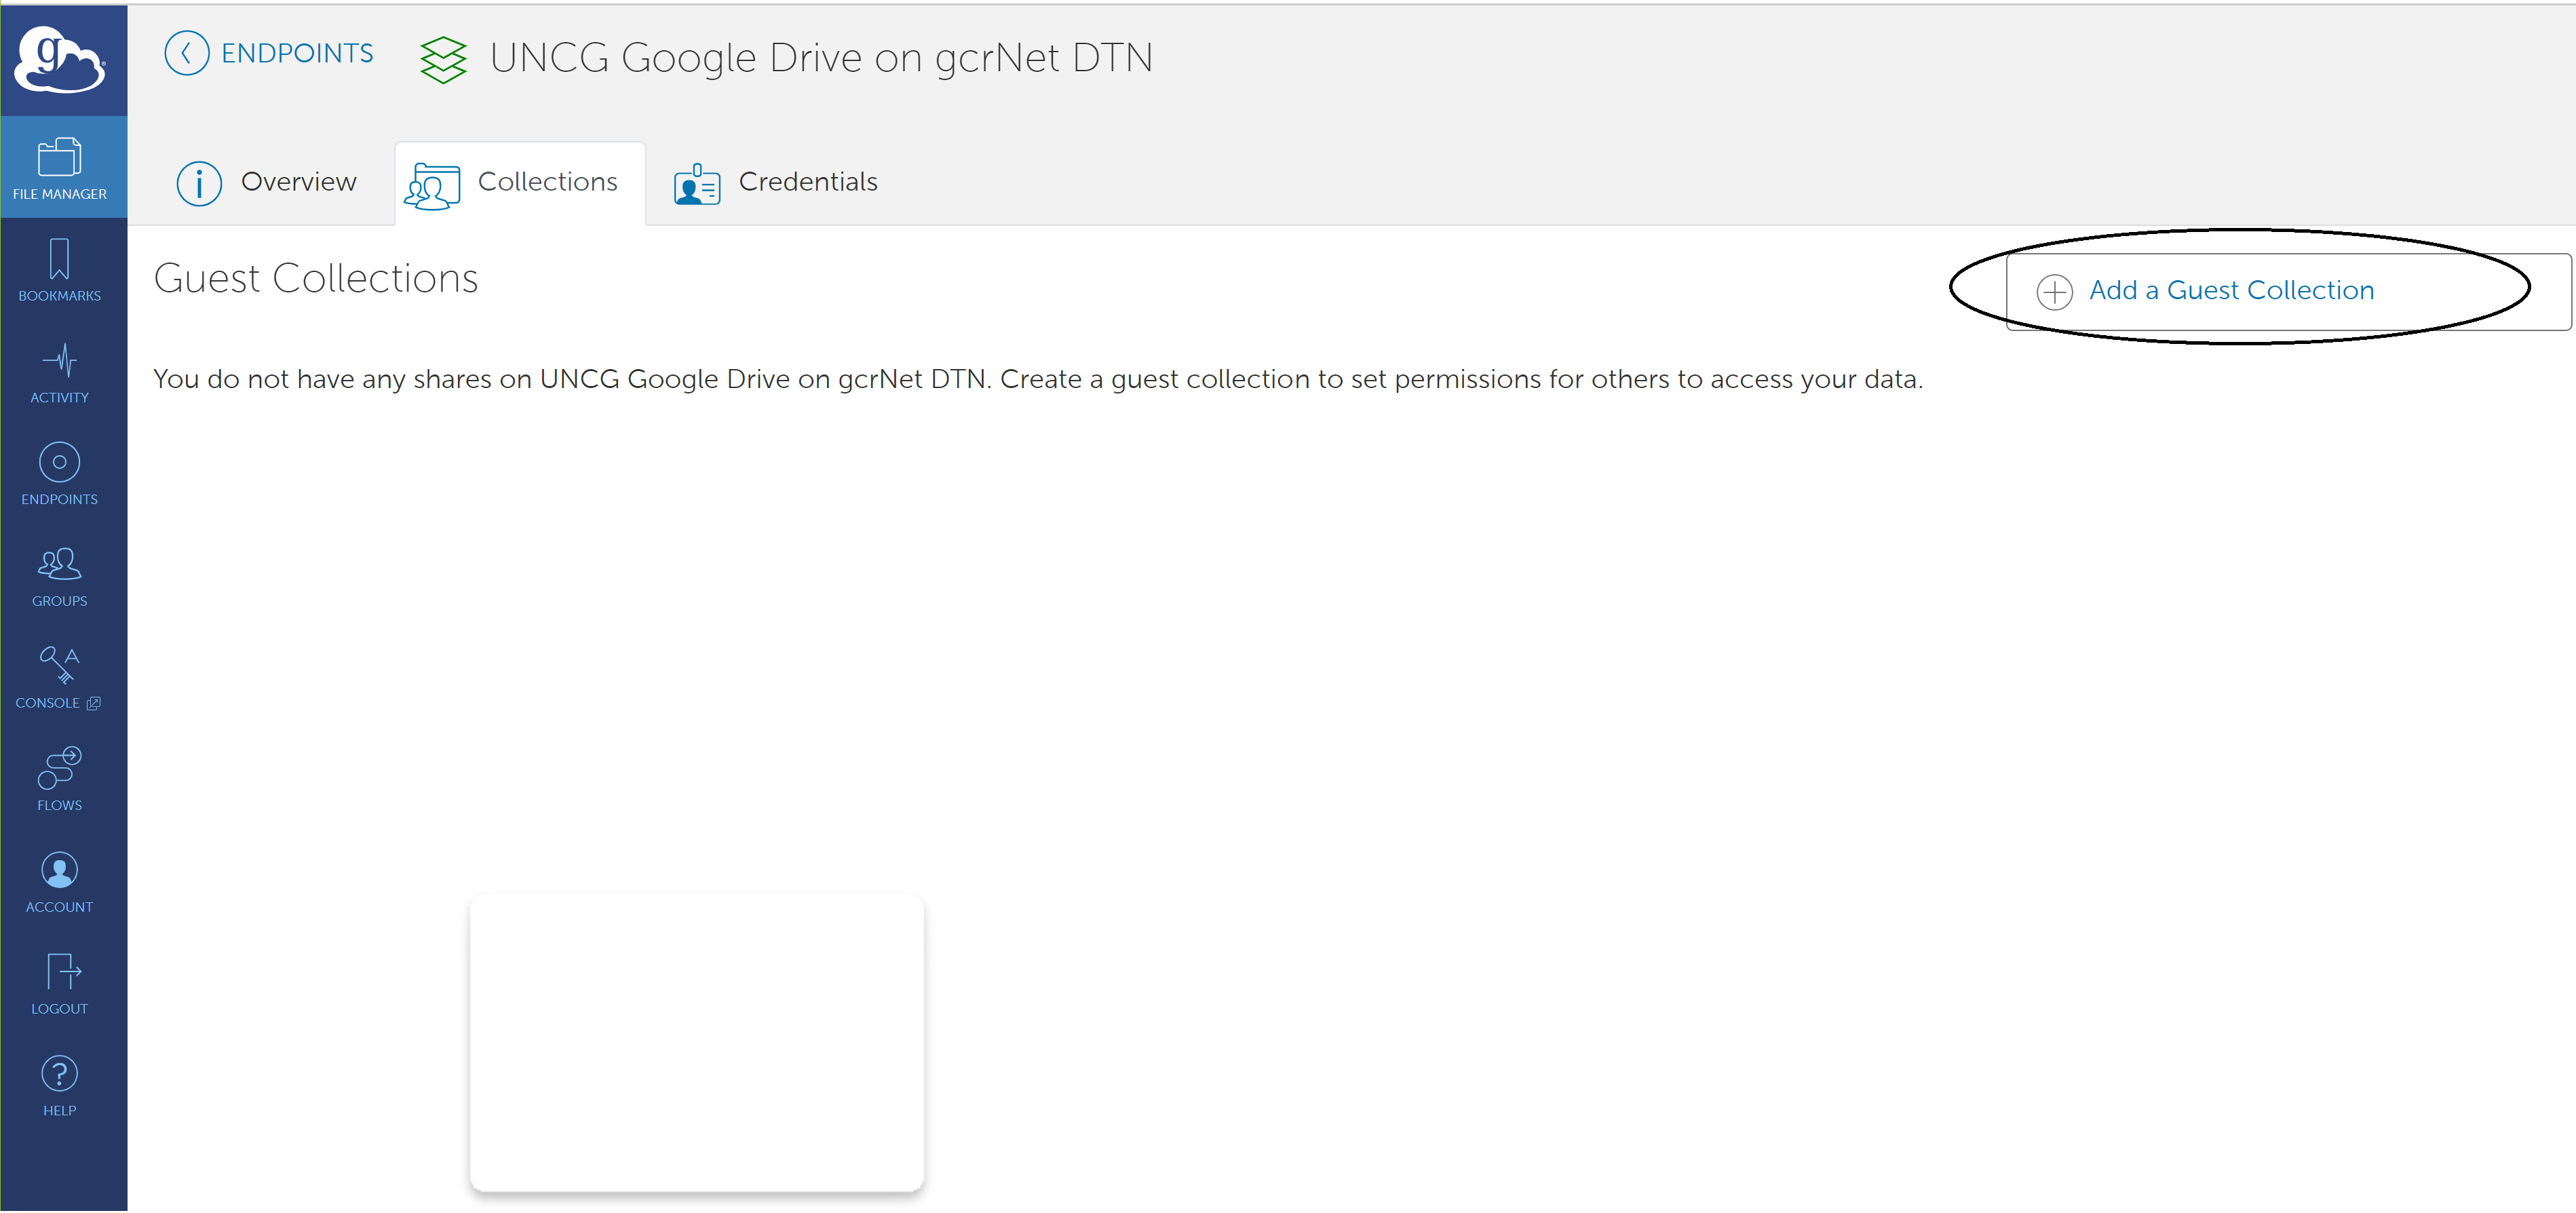 g
ENDPOINTS
UNCG Google Drive on gcrNet DTN
FILE MANAGER
Overview
Collections
Credentials
BOOKMARKS
Guest Collections
Add a Guest Collection
ACTIVITY
You do not have any shares on UNCG Google Drive on gcrNet DTN. Create a guest collection to set permissions for others to access your data.
ENDPOINTS
GROUPS
CONSOLE
FLOWS
ACCOUNT
LOGOUT
HELP